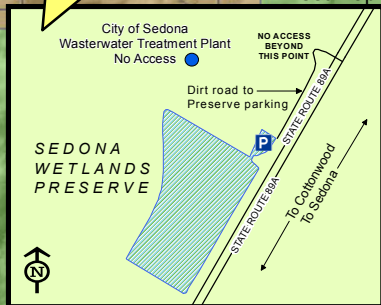 City of Sedona
Wasterwater Treatment Plant
No Access
NO ACCESS
BEYOND
THIS POINT
Dirt road to
Preserve parking
P
STATE ROUTE 89A
SEDONA
WETLANDS
PRESERVE
To Cottonwood
To Sedona
STATE ROUTE 89A
N